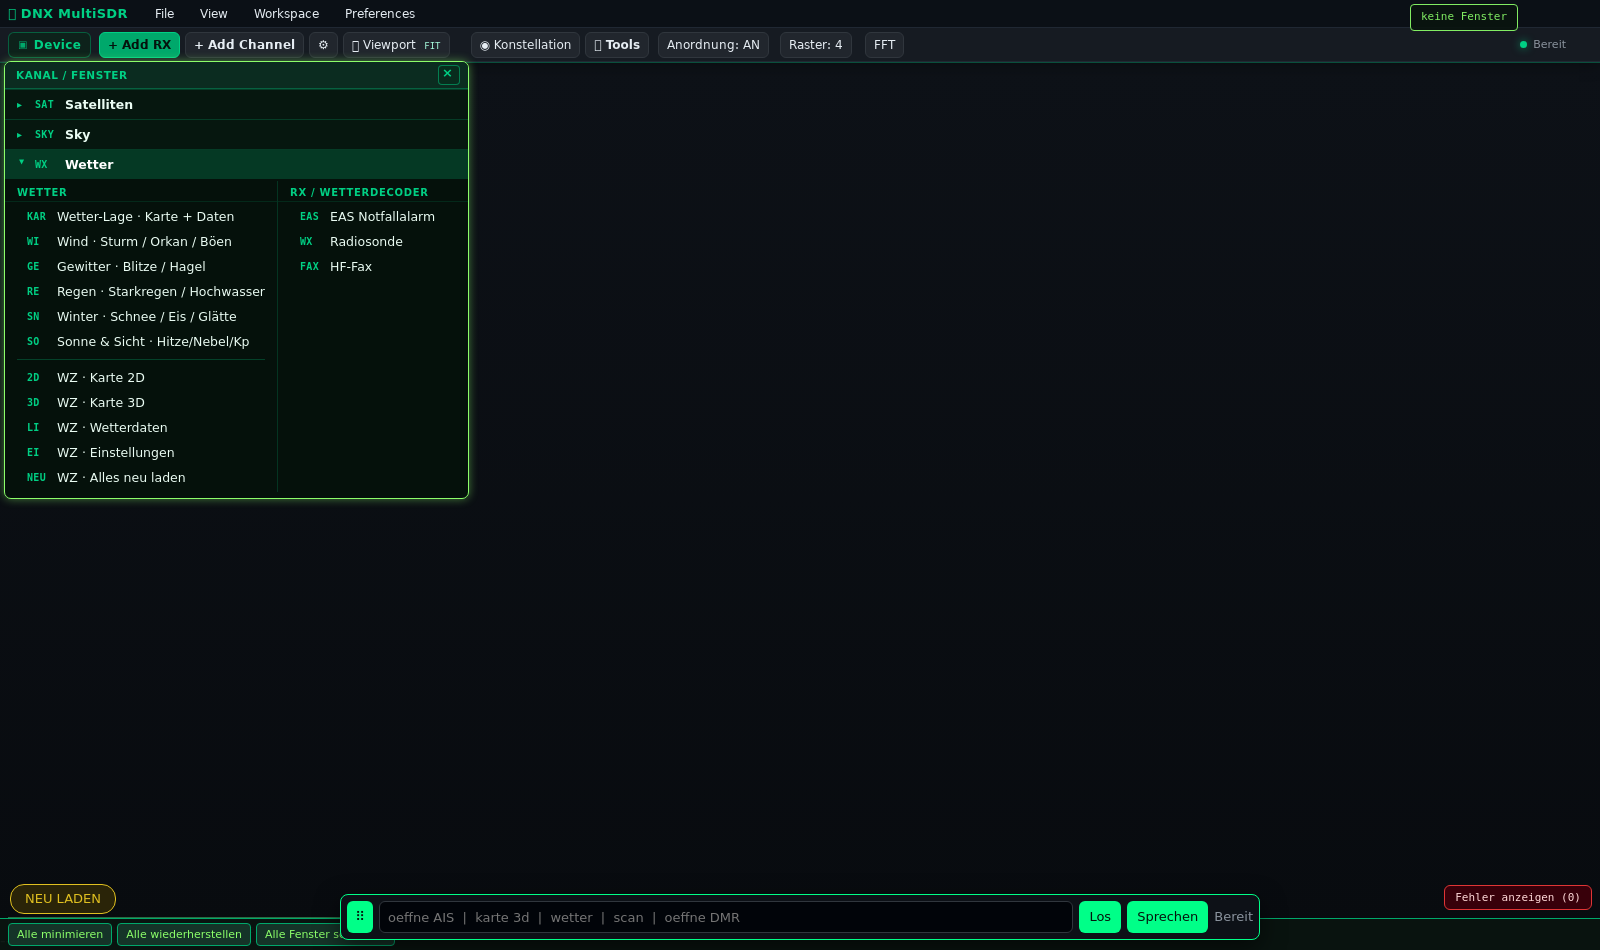 DNX MultiSDR File View Workspace Preferences
keine Fenster
Device + Add RX + Add Channel Viewport FIT Konstellation Tools Anordnung: AN Raster: 4 FFT Bereit
KANAL / FENSTER
SAT Satelliten
SKY Sky
WX Wetter
WETTER
KAR Wetter-Lage · Karte + Daten
WI Wind · Sturm / Orkan / Böen
GE Gewitter · Blitze / Hagel
RE Regen · Starkregen / Hochwasser
SN Winter · Schnee / Eis / Glätte
SO Sonne & Sicht · Hitze/Nebel/Kp
2D WZ · Karte 2D
3D WZ · Karte 3D
LI WZ · Wetterdaten
EI WZ · Einstellungen
NEU WZ · Alles neu laden
RX / WETTERDECODER
EAS EAS Notfallalarm
WX Radiosonde
FAX HF-Fax
NEU LADEN
Fehler anzeigen (0)
oeffne AIS | karte 3d | wetter | scan | oeffne DMR Los Sprechen Bereit
Alle minimieren Alle wiederherstellen Alle Fenster